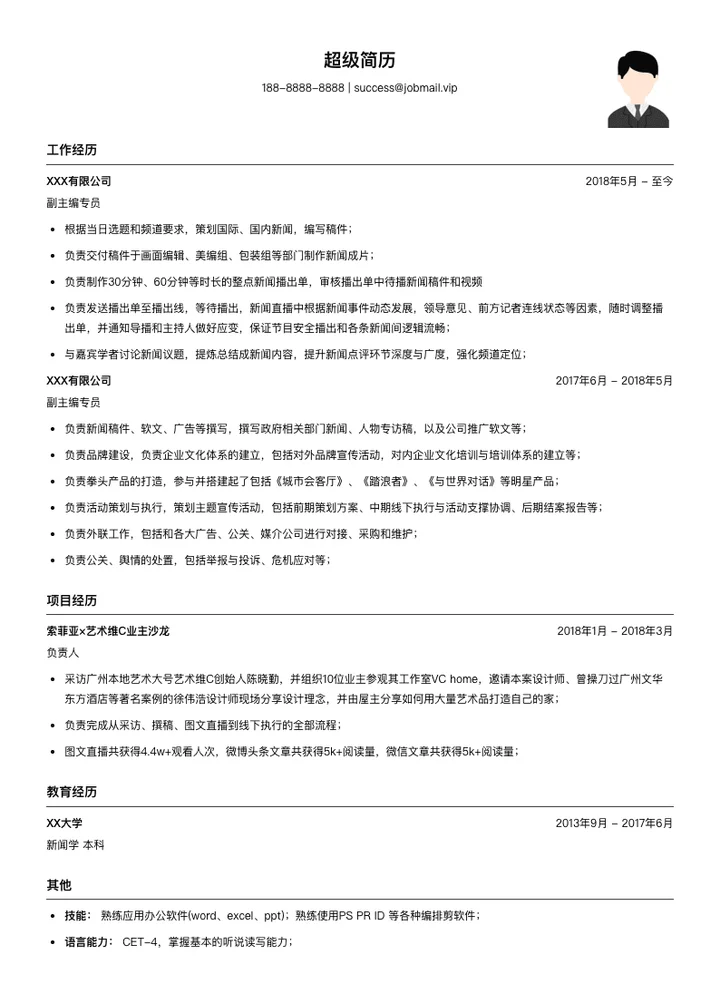 超级简历
188-8888-8888 | success@jobmail.vip
工作经历
XXX有限公司 2018年5月 – 至今
副主编专员
• 根据当日选题和频道要求，策划国际、国内新闻，编写稿件；
• 负责交付稿件于画面编辑、美编组、包装组等部门制作新闻成片；
• 负责制作30分钟、60分钟等时长的整点新闻播出单，审核播出单中待播新闻稿件和视频
• 负责发送播出单至播出线，等待播出，新闻直播中根据新闻事件动态发展，领导意见、前方记者连线状态等因素，随时调整播
出单，并通知导播和主持人做好应变，保证节目安全播出和各条新闻间逻辑流畅；
• 与嘉宾学者讨论新闻议题，提炼总结成新闻内容，提升新闻点评环节深度与广度，强化频道定位；
XXX有限公司 2017年6月 – 2018年5月
副主编专员
• 负责新闻稿件、软文、广告等撰写，撰写政府相关部门新闻、人物专访稿，以及公司推广软文等；
• 负责品牌建设，负责企业文化体系的建立，包括对外品牌宣传活动，对内企业文化培训与培训体系的建立等；
• 负责拳头产品的打造，参与并搭建起了包括《城市会客厅》、《踏浪者》、《与世界对话》等明星产品；
• 负责活动策划与执行，策划主题宣传活动，包括前期策划方案、中期线下执行与活动支撑协调、后期结案报告等；
• 负责外联工作，包括和各大广告、公关、媒介公司进行对接、采购和维护；
• 负责公关、舆情的处置，包括举报与投诉、危机应对等；
项目经历
索菲亚×艺术维C业主沙龙 2018年1月 – 2018年3月
负责人
• 采访广州本地艺术大号艺术维C创始人陈晓勤，并组织10位业主参观其工作室VC home，邀请本案设计师、曾操刀过广州文华
东方酒店等著名案例的徐伟浩设计师现场分享设计理念，并由屋主分享如何用大量艺术品打造自己的家；
• 负责完成从采访、撰稿、图文直播到线下执行的全部流程；
• 图文直播共获得4.4w+观看人次，微博头条文章共获得5k+阅读量，微信文章共获得5k+阅读量；
教育经历
XX大学 2013年9月 – 2017年6月
新闻学 本科
其他
• 技能： 熟练应用办公软件(word、excel、ppt)；熟练使用PS PR ID 等各种编排剪软件；
• 语言能力： CET-4，掌握基本的听说读写能力；